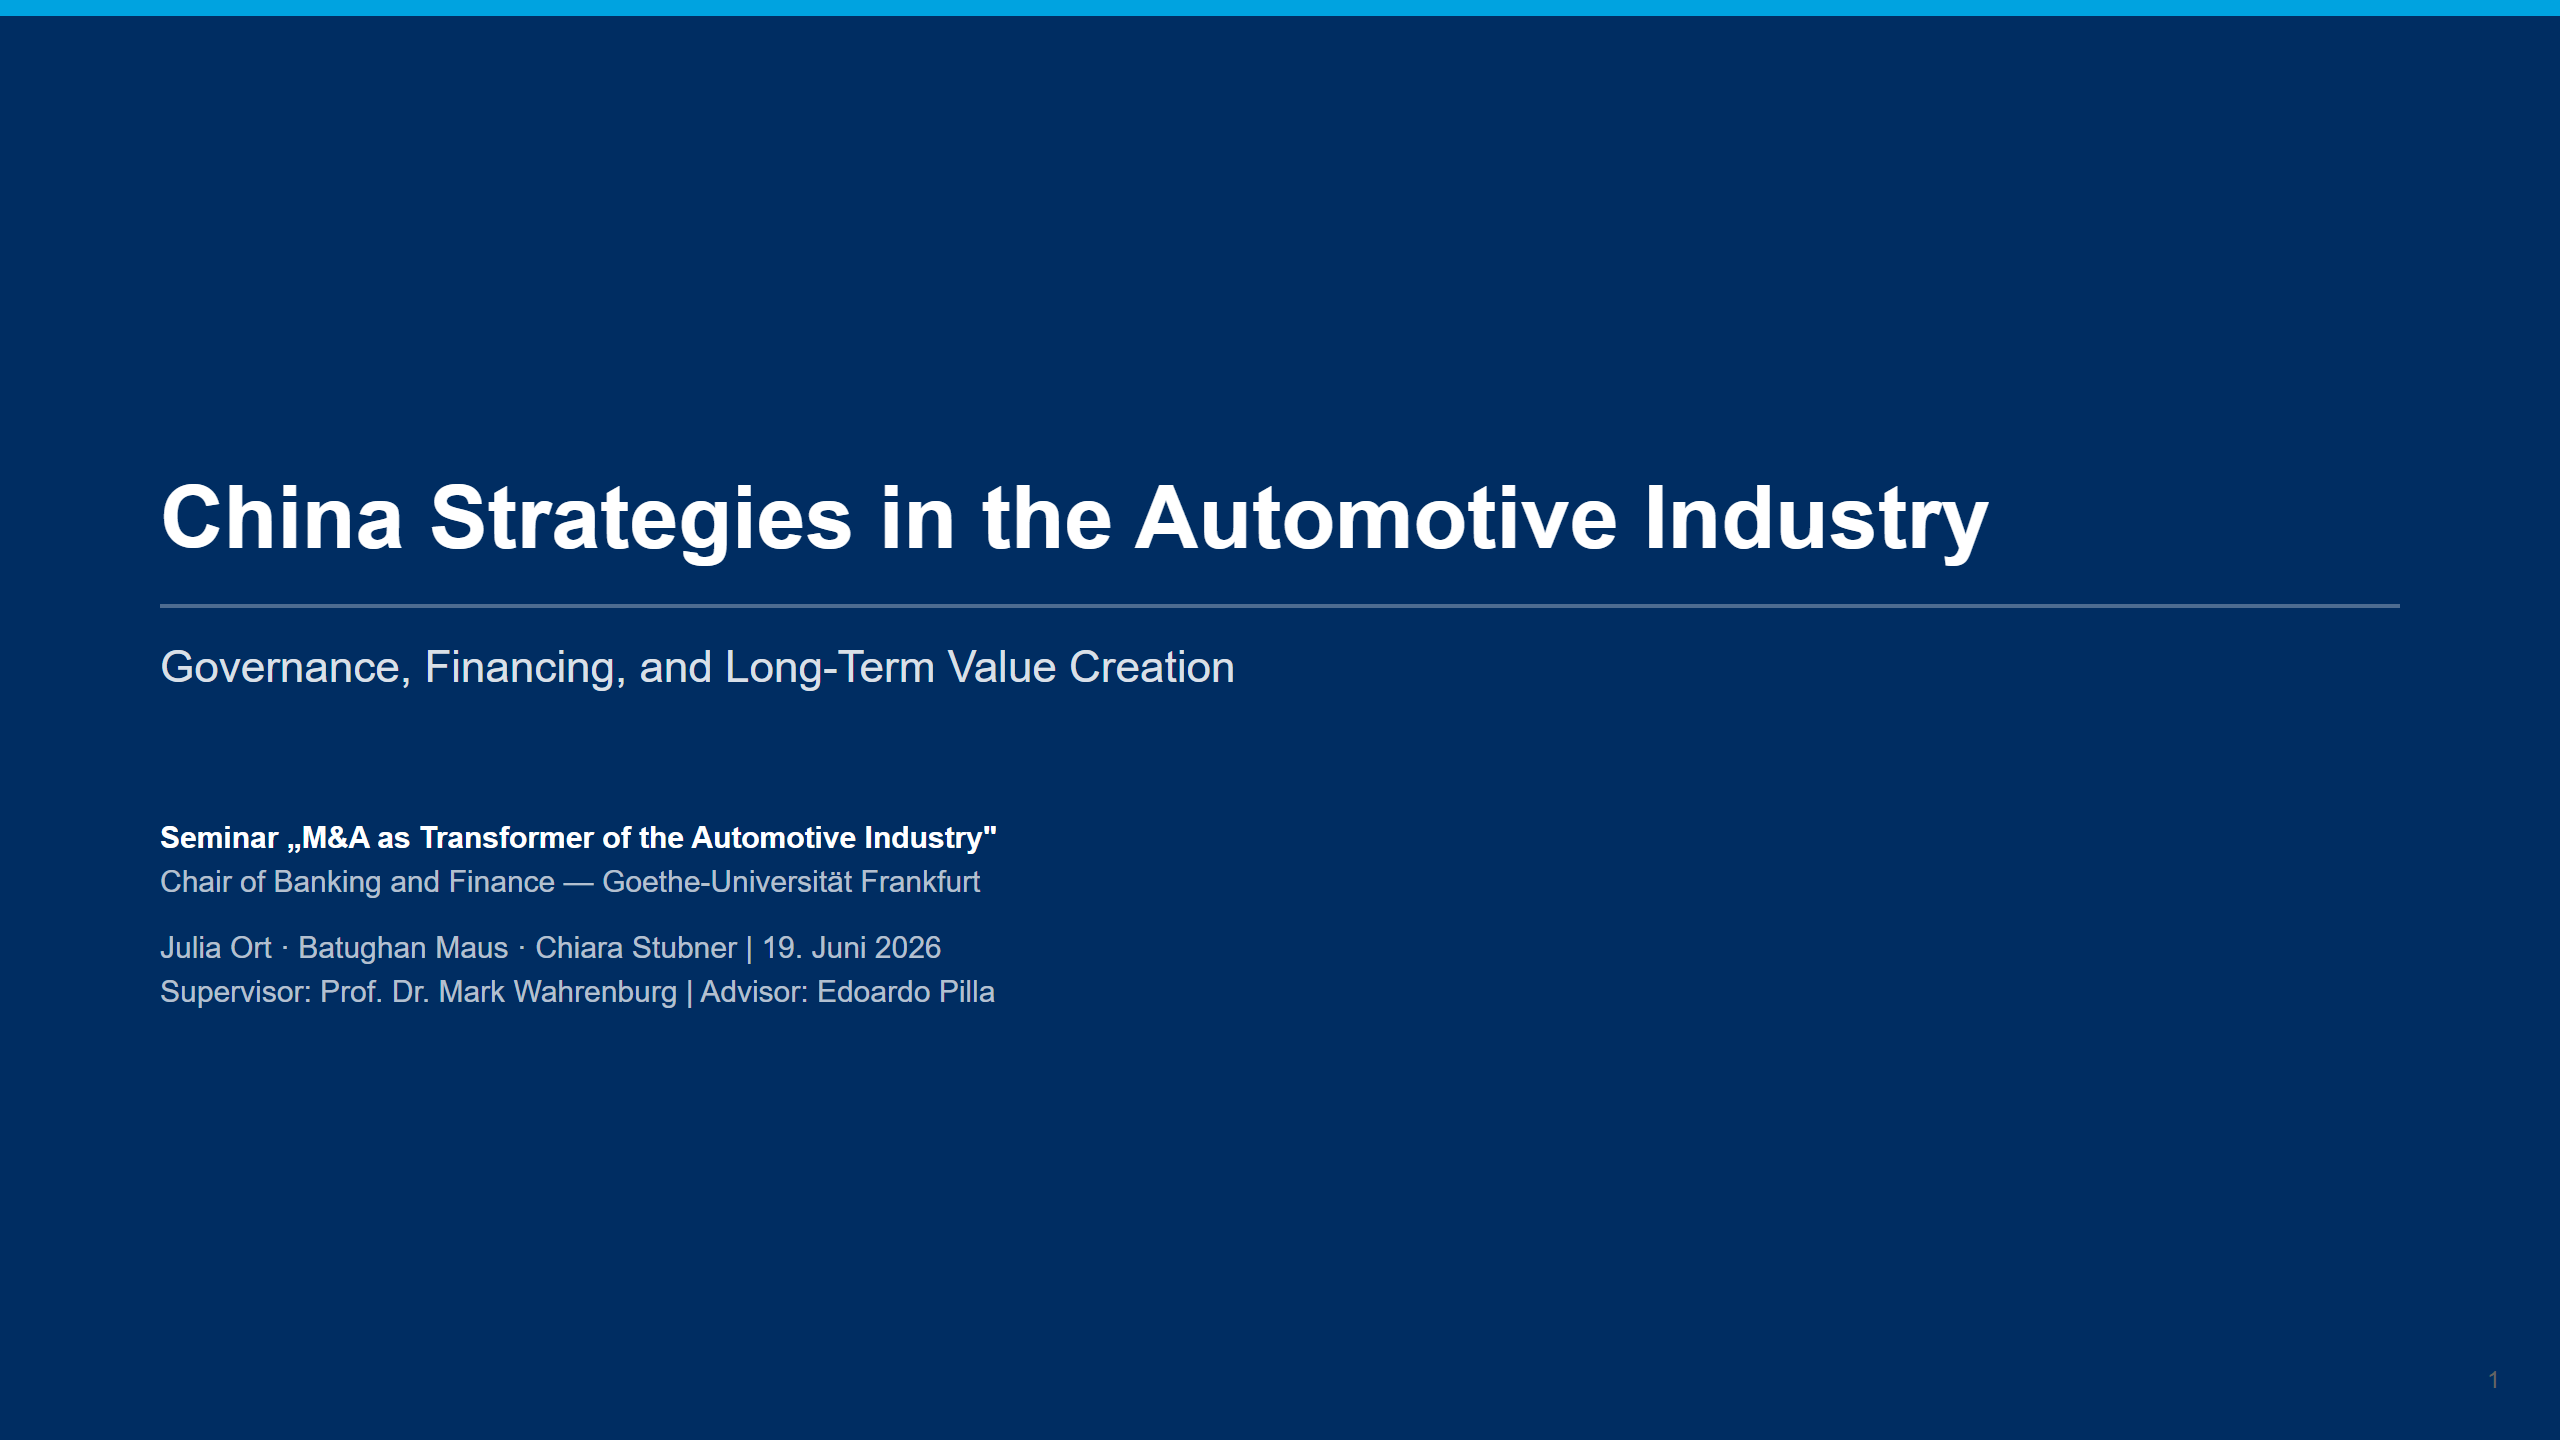 China Strategies in the Automotive Industry
Governance, Financing, and Long-Term Value Creation
Seminar „M&A as Transformer of the Automotive Industry"
Chair of Banking and Finance — Goethe-Universität Frankfurt
Julia Ort · Batughan Maus · Chiara Stubner | 19. Juni 2026
Supervisor: Prof. Dr. Mark Wahrenburg | Advisor: Edoardo Pilla
1